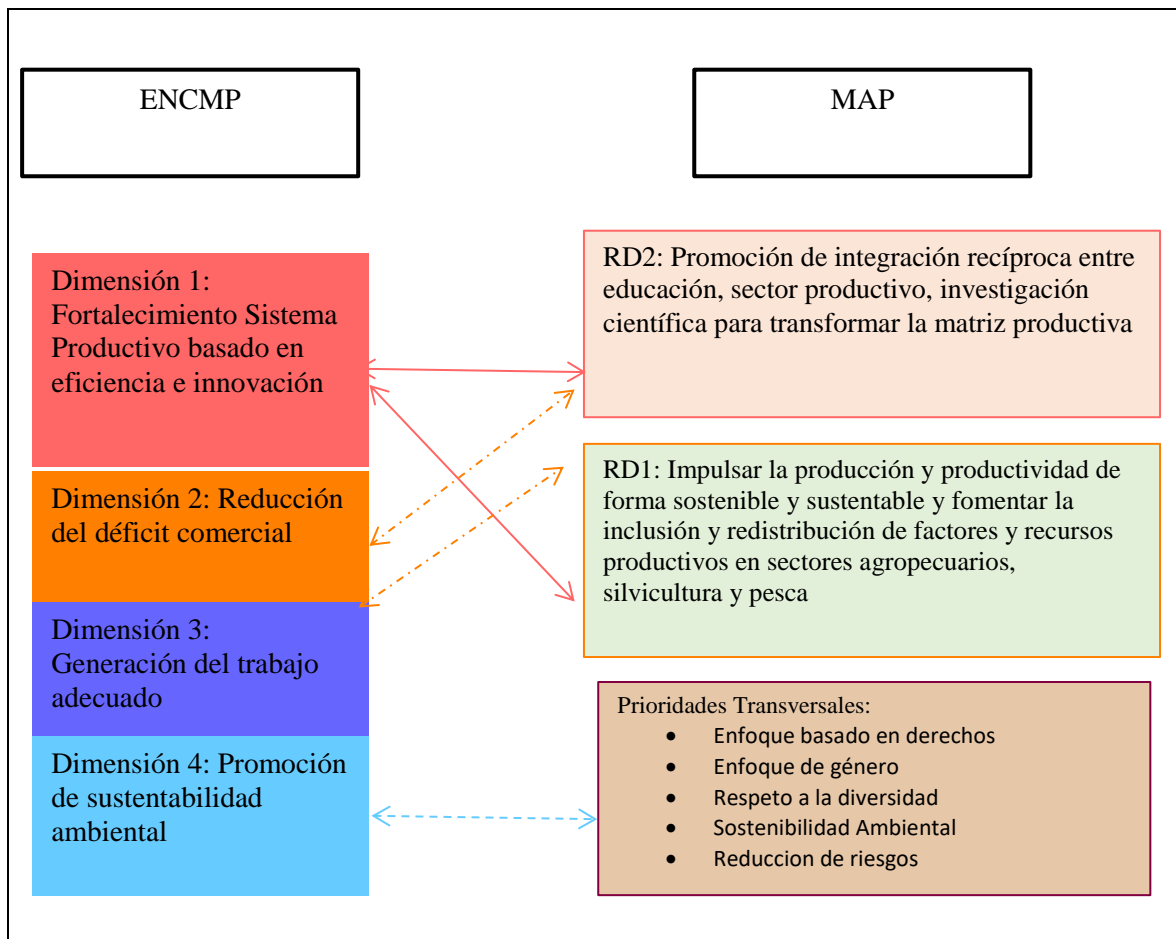 ENCMP
MAP
Dimensión 1:
Fortalecimiento Sistema
Productivo basado en
eficiencia e innovación
Dimensión 2: Reducción
del déficit comercial
Dimensión 3:
Generación del trabajo
adecuado
Dimensión 4: Promoción
de sustentabilidad
ambiental
RD2: Promoción de integración recíproca entre
educación, sector productivo, investigación
científica para transformar la matriz productiva
RD1: Impulsar la producción y productividad de
forma sostenible y sustentable y fomentar la
inclusión y redistribución de factores y recursos
productivos en sectores agropecuarios,
silvicultura y pesca
Prioridades Transversales:
• Enfoque basado en derechos
• Enfoque de género
• Respeto a la diversidad
• Sostenibilidad Ambiental
• Reduccion de riesgos